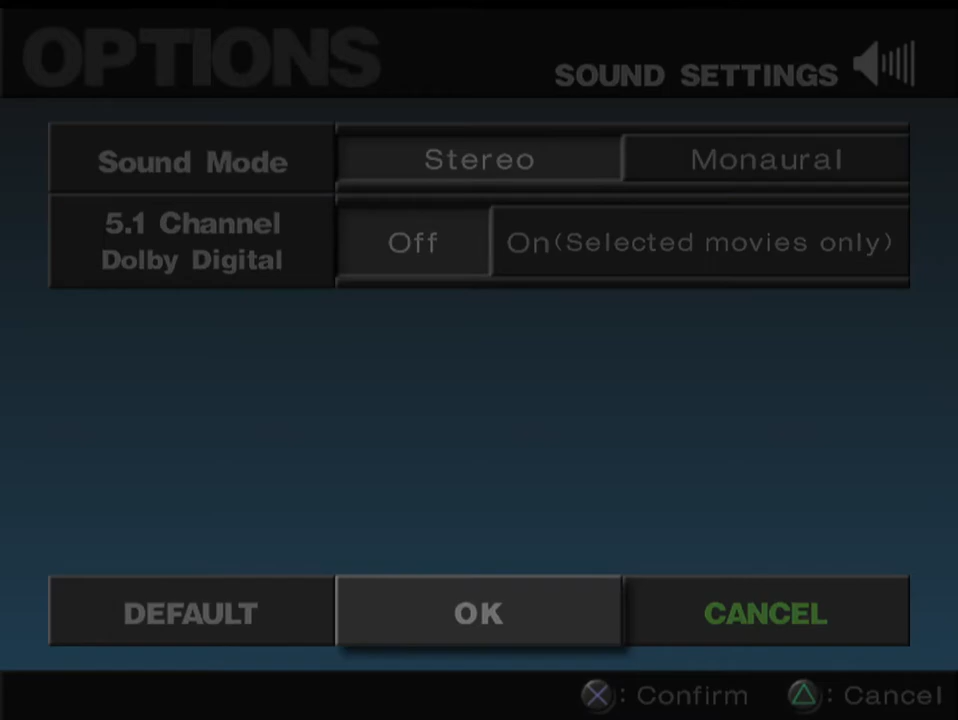 OPTIONS
SOUND SETTINGS
Sound Mode
Stereo
Monaural
5.1 Channel
Dolby Digital
Off
On(Selected movies only)
DEFAULT
OK
CANCEL
: Confirm
: Cancel